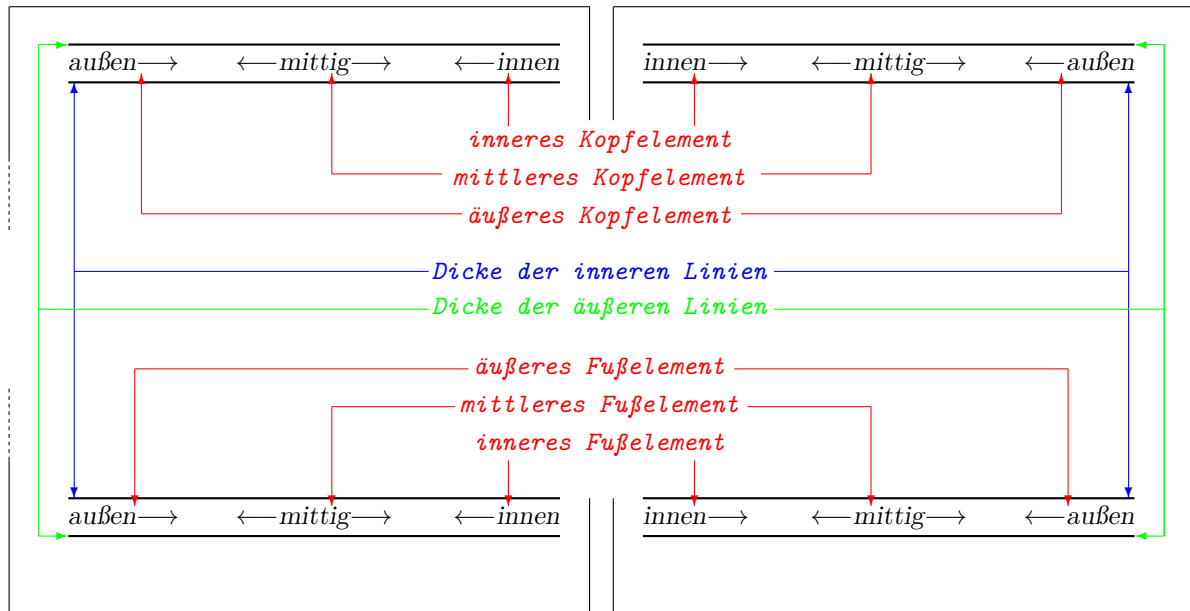 außen⟶ ⟵mittig⟶ ⟵innen innen⟶ ⟵mittig⟶ ⟵außen
inneres Kopfelement
mittleres Kopfelement
äußeres Kopfelement
Dicke der inneren Linien
Dicke der äußeren Linien
äußeres Fußelement
mittleres Fußelement
inneres Fußelement
außen⟶ ⟵mittig⟶ ⟵innen innen⟶ ⟵mittig⟶ ⟵außen